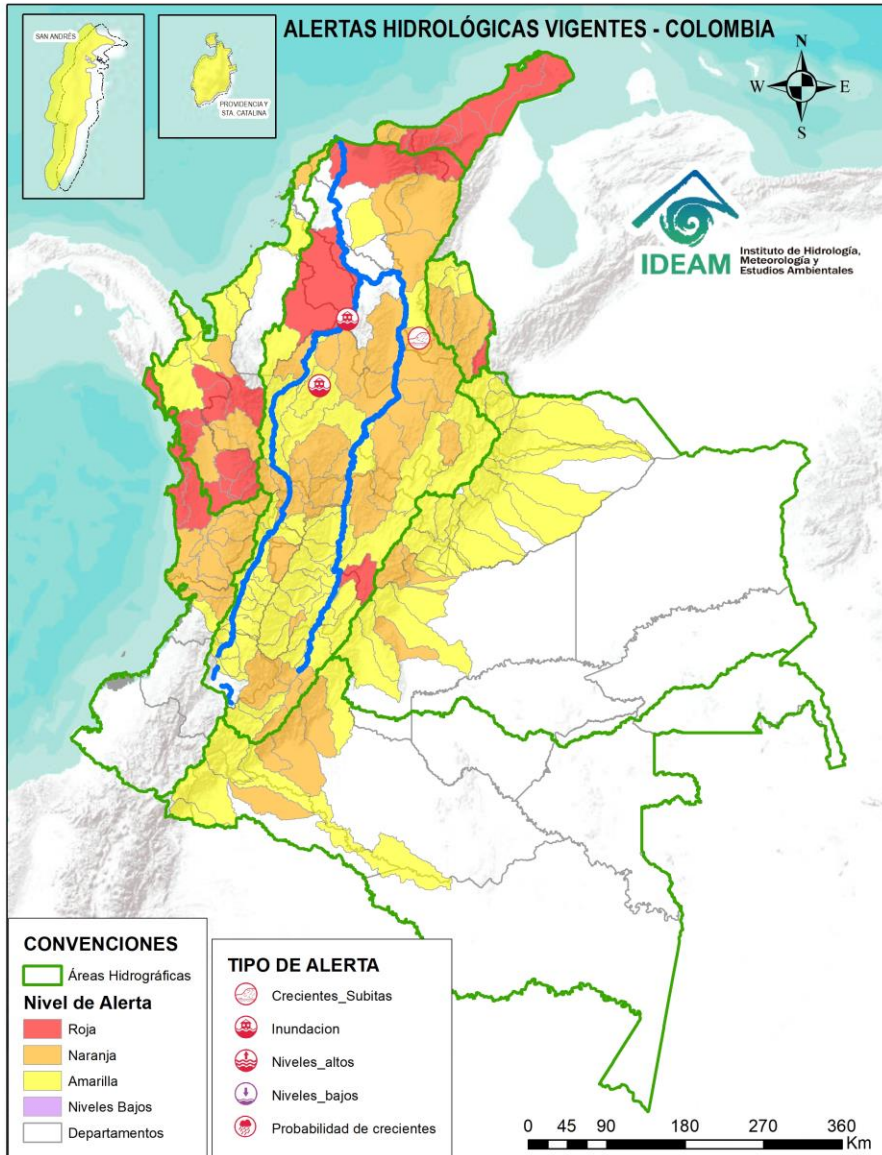 ALERTAS HIDROLÓGICAS VIGENTES - COLOMBIA
SAN ANDRÉS
PROVIDENCIA Y
STA. CATALINA
N
W
E
S
IDEAM
Instituto de Hidrología,
Meteorología y
Estudios Ambientales
CONVENCIONES
Áreas Hidrográficas
Nivel de Alerta
Roja
Naranja
Amarilla
Niveles Bajos
Departamentos
TIPO DE ALERTA
Crecientes_Subitas
Inundacion
Niveles_altos
Niveles_bajos
Probabilidad de crecientes
0 45 90 180 270 360
Km